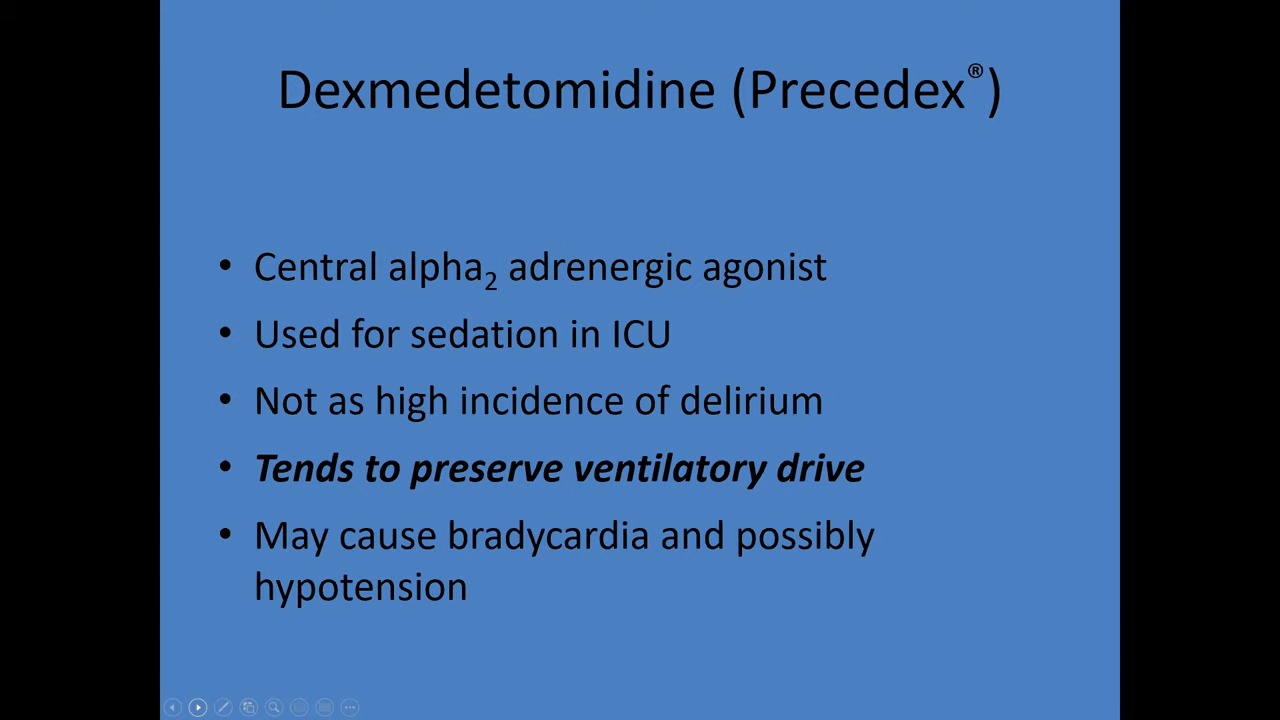 Dexmedetomidine (Precedex®)
• Central alpha₂ adrenergic agonist
• Used for sedation in ICU
• Not as high incidence of delirium
• Tends to preserve ventilatory drive
• May cause bradycardia and possibly
hypotension